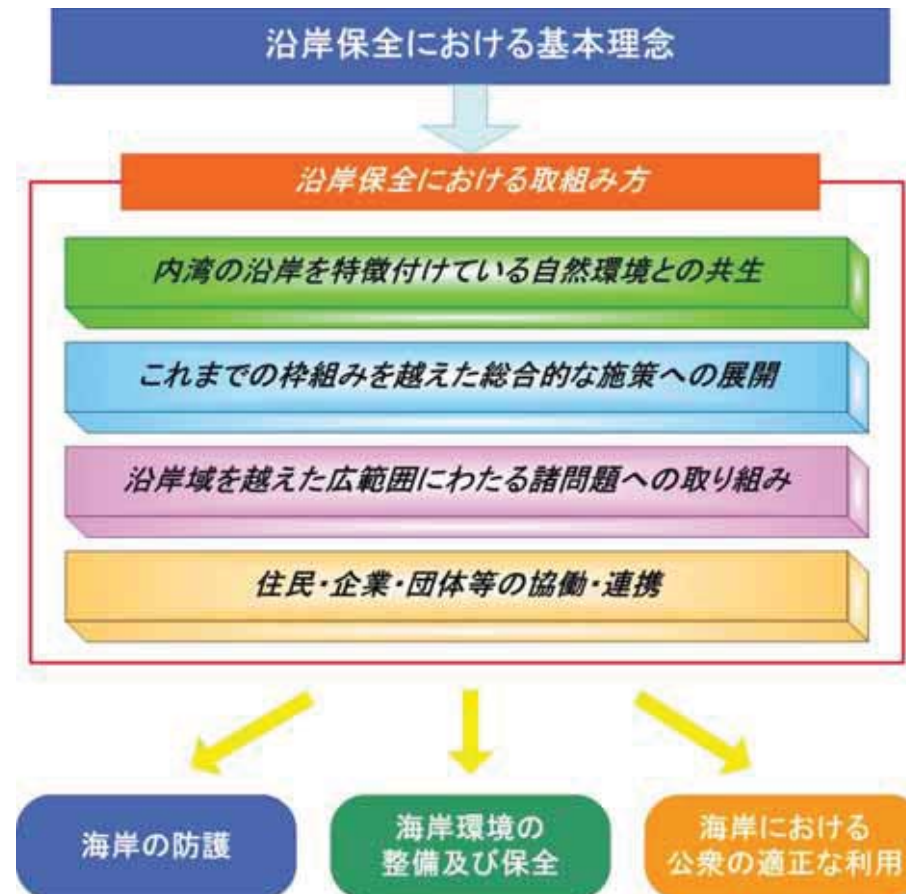 沿岸保全における基本理念
沿岸保全における取組み方
内湾の沿岸を特徴付けている自然環境との共生
これまでの枠組みを越えた総合的な施策への展開
沿岸域を越えた広範囲にわたる諸問題への取り組み
住民・企業・団体等の協働・連携
海岸の防護
海岸環境の
整備及び保全
海岸における
公衆の適正な利用